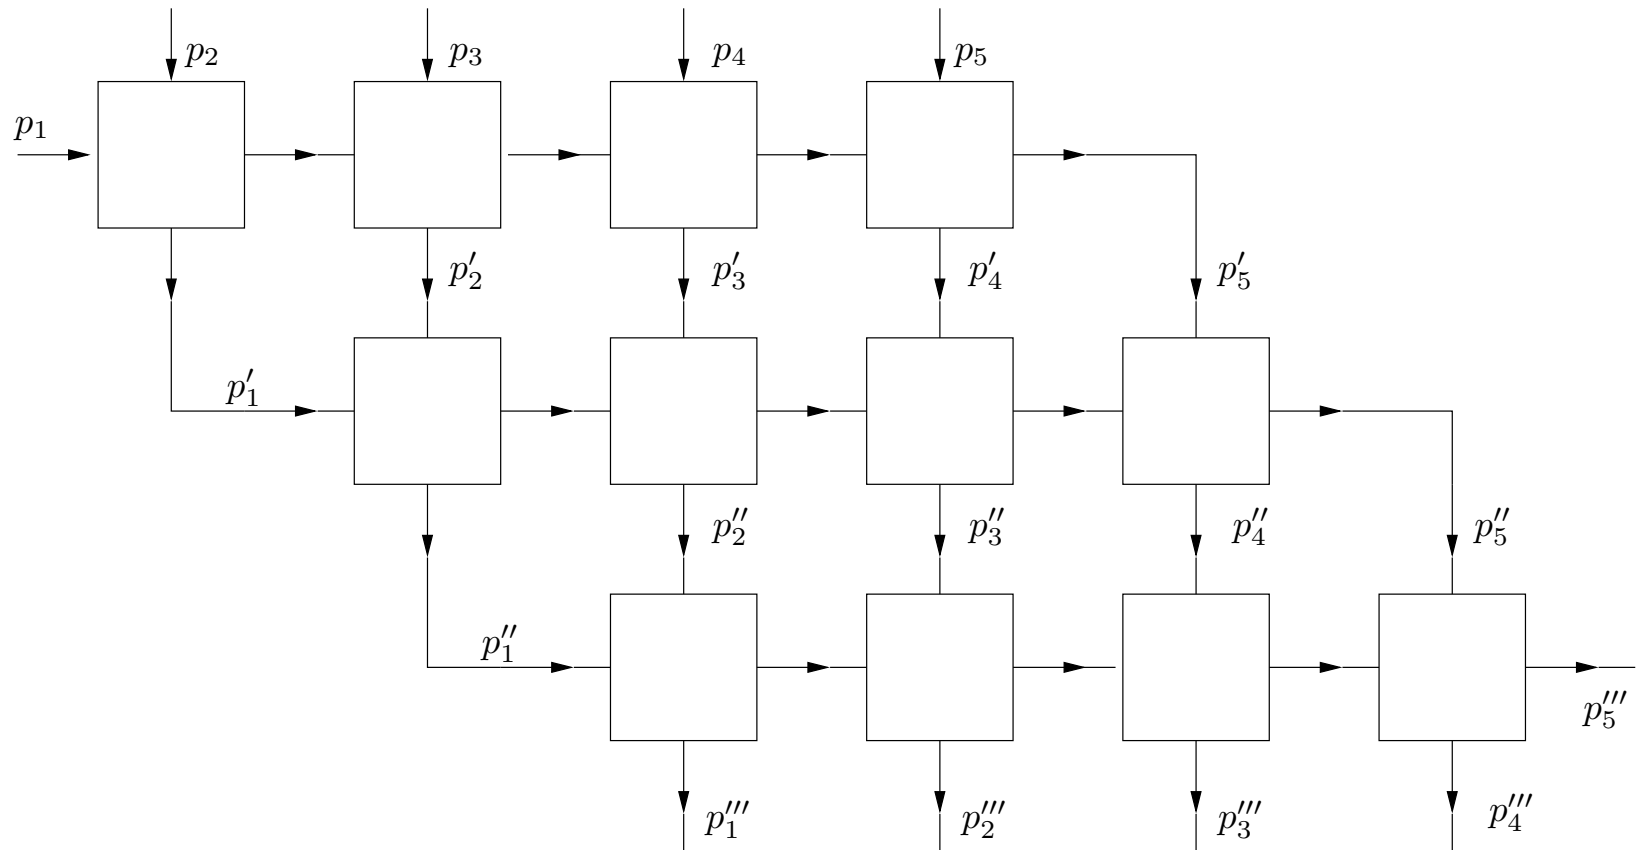 p₂ p₃ p₄ p₅
p₁
p′₂ p′₃ p′₄ p′₅
p′₁
p″₂ p″₃ p″₄ p″₅
p″₁
p‴₅
p‴₁ p‴₂ p‴₃ p‴₄